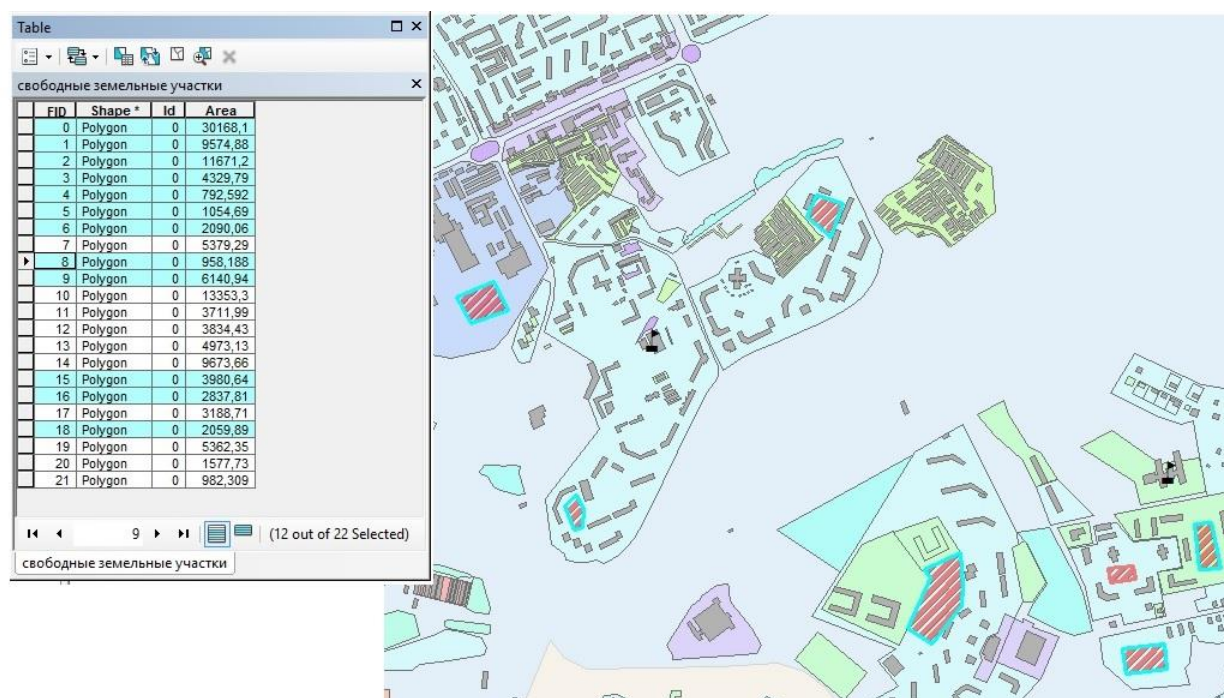 Table
свободные земельные участки
FID Shape * Id Area
0 Polygon 0 30168,1
1 Polygon 0 9574,88
2 Polygon 0 11671,2
3 Polygon 0 4329,79
4 Polygon 0 792,592
5 Polygon 0 1054,69
6 Polygon 0 2090,06
7 Polygon 0 5379,29
8 Polygon 0 958,188
9 Polygon 0 6140,94
10 Polygon 0 13353,3
11 Polygon 0 3711,99
12 Polygon 0 3834,43
13 Polygon 0 4973,13
14 Polygon 0 9673,66
15 Polygon 0 3980,64
16 Polygon 0 2837,81
17 Polygon 0 3188,71
18 Polygon 0 2059,89
19 Polygon 0 5362,35
20 Polygon 0 1577,73
21 Polygon 0 982,309
9 (12 out of 22 Selected)
свободные земельные участки